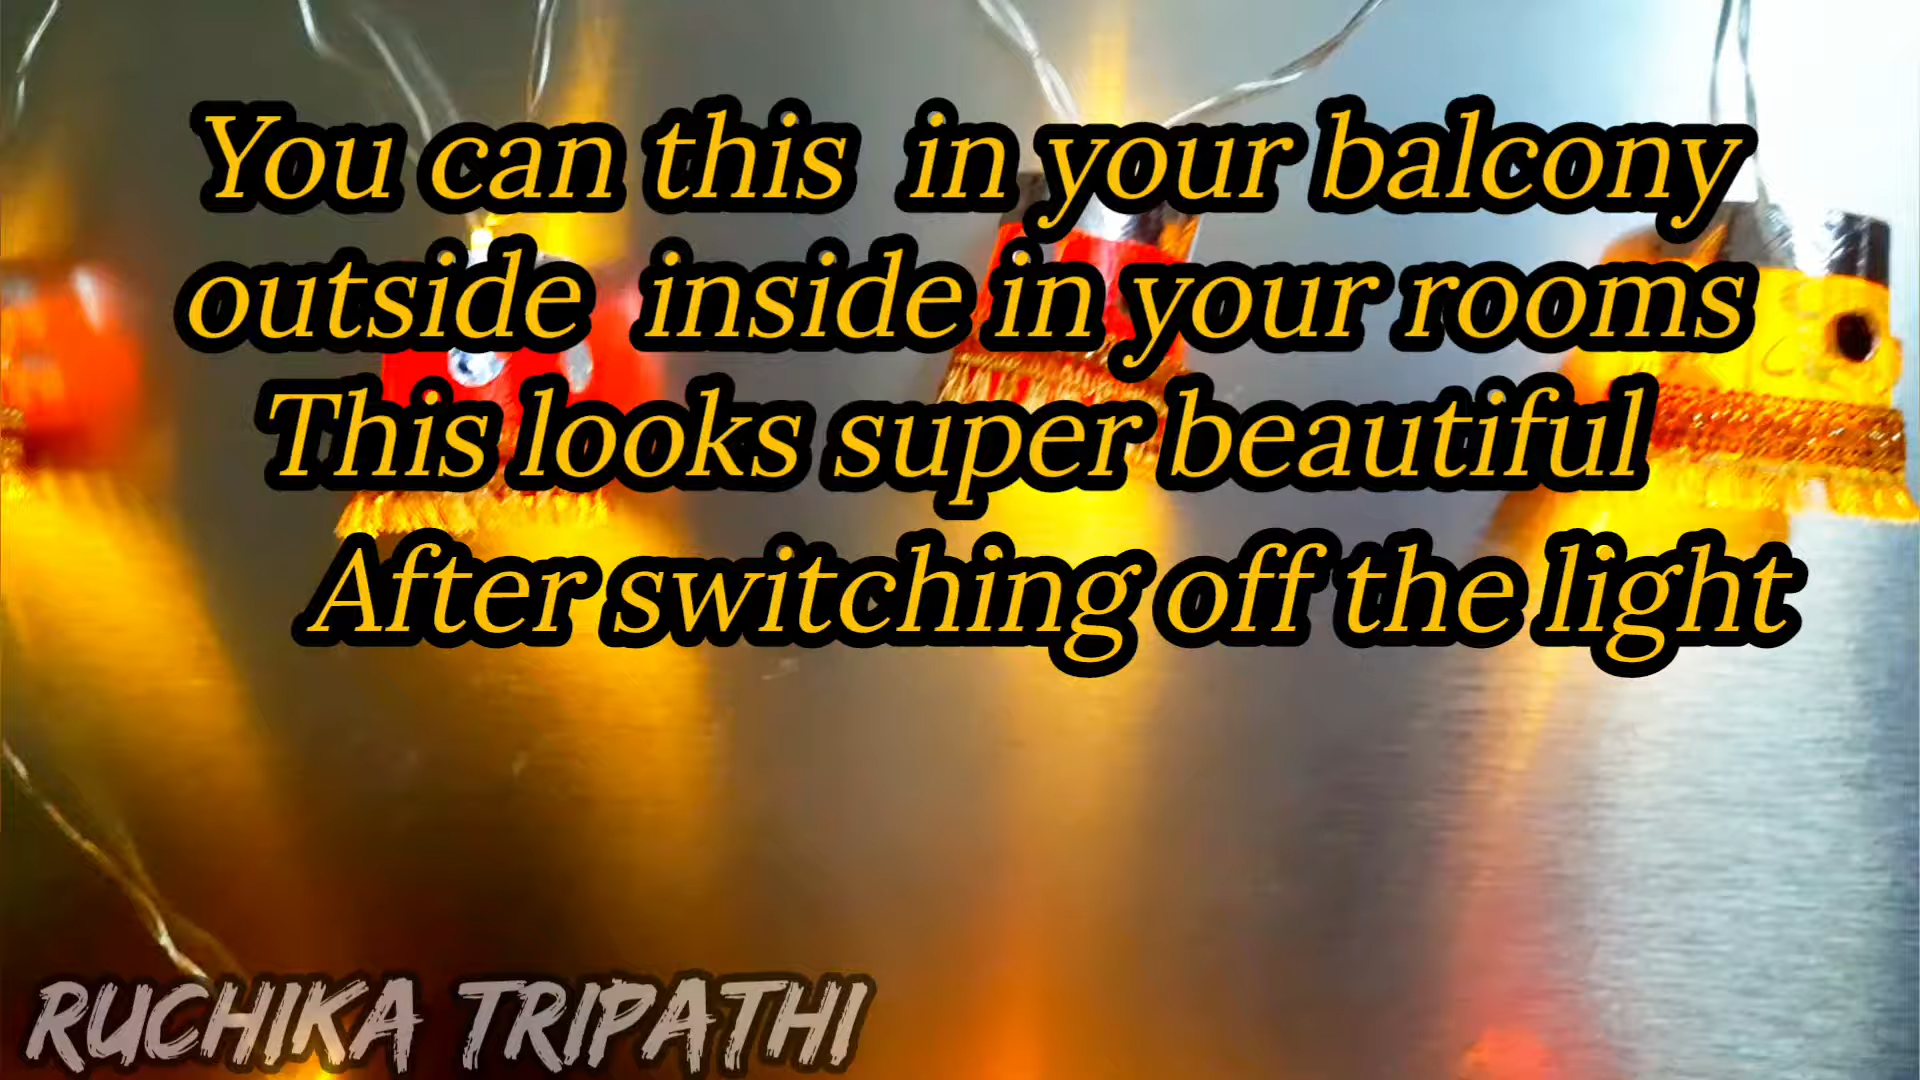 You can this in your balcony
outside inside in your rooms
This looks super beautiful
After switching off the light
RUCHIKA TRIPATHI